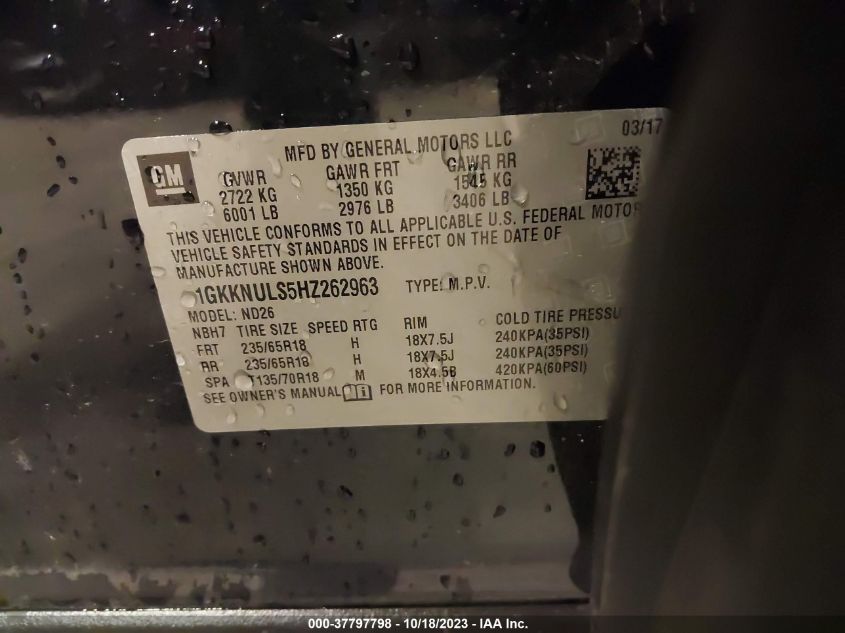 MFD BY GENERAL MOTORS LLC 03/17
GM
GVWR GAWR FRT GAWR RR
2722 KG 1350 KG 1545 KG
6001 LB 2976 LB 3406 LB
THIS VEHICLE CONFORMS TO ALL APPLICABLE U.S. FEDERAL MOTOR
VEHICLE SAFETY STANDARDS IN EFFECT ON THE DATE OF
MANUFACTURE SHOWN ABOVE.
1GKKNULS5HZ262963 TYPE: M.P.V.
MODEL: ND26
NBH7 TIRE SIZE SPEED RTG RIM COLD TIRE PRESSU
FRT 235/65R18 H 18X7.5J 240KPA(35PSI)
RR 235/65R18 H 18X7.5J 240KPA(35PSI)
SPA T135/70R18 M 18X4.5B 420KPA(60PSI)
SEE OWNER'S MANUAL FOR MORE INFORMATION.
000-37797798 - 10/18/2023 - IAA Inc.